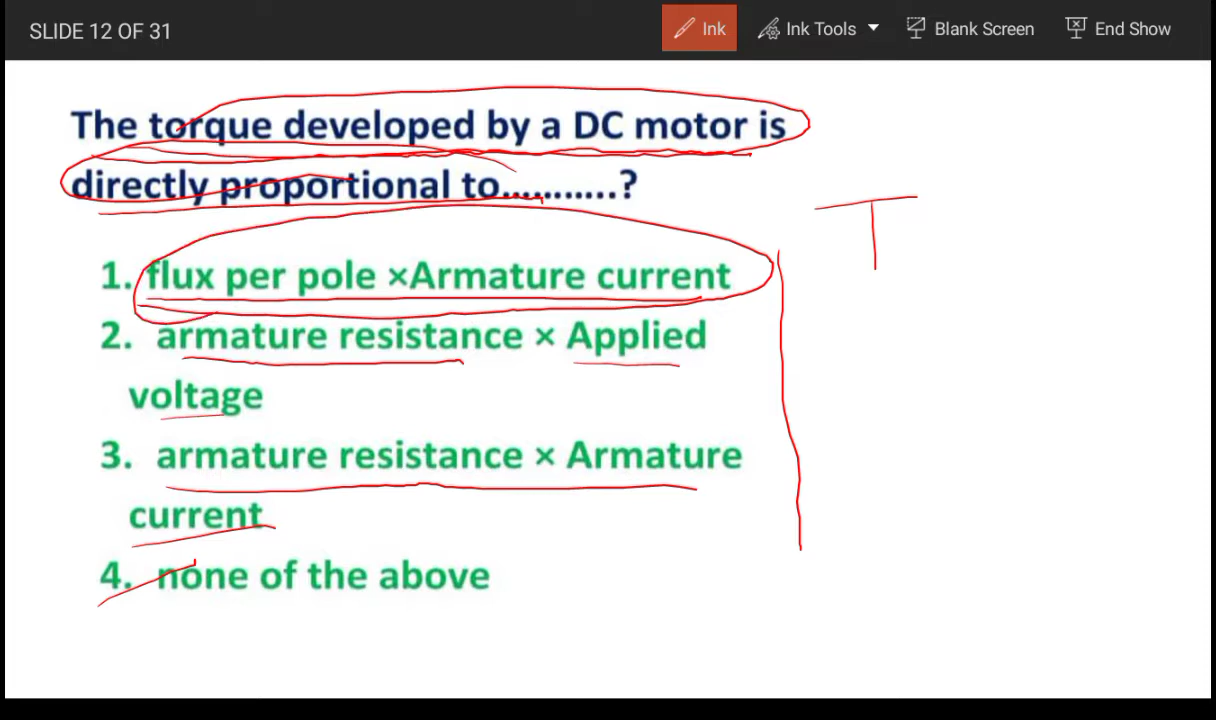 SLIDE 12 OF 31 Ink Ink Tools Blank Screen End Show
The torque developed by a DC motor is
directly proportional to...........?
T
1. flux per pole ×Armature current
2. armature resistance × Applied
voltage
3. armature resistance × Armature
current
4. none of the above